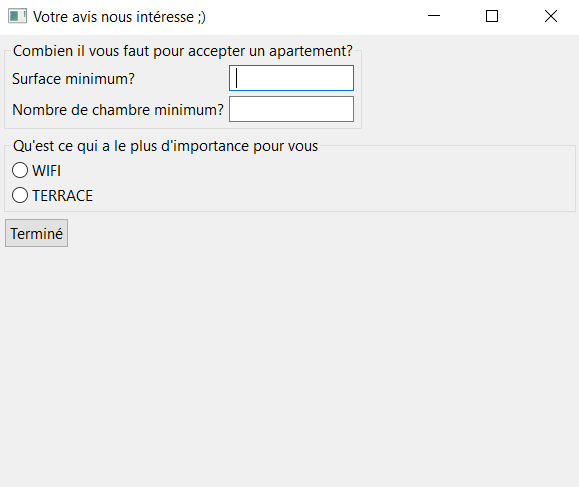 Votre avis nous intéresse ;)
Combien il vous faut pour accepter un apartement?
Surface minimum?
Nombre de chambre minimum?
Qu'est ce qui a le plus d'importance pour vous
WIFI
TERRACE
Terminé